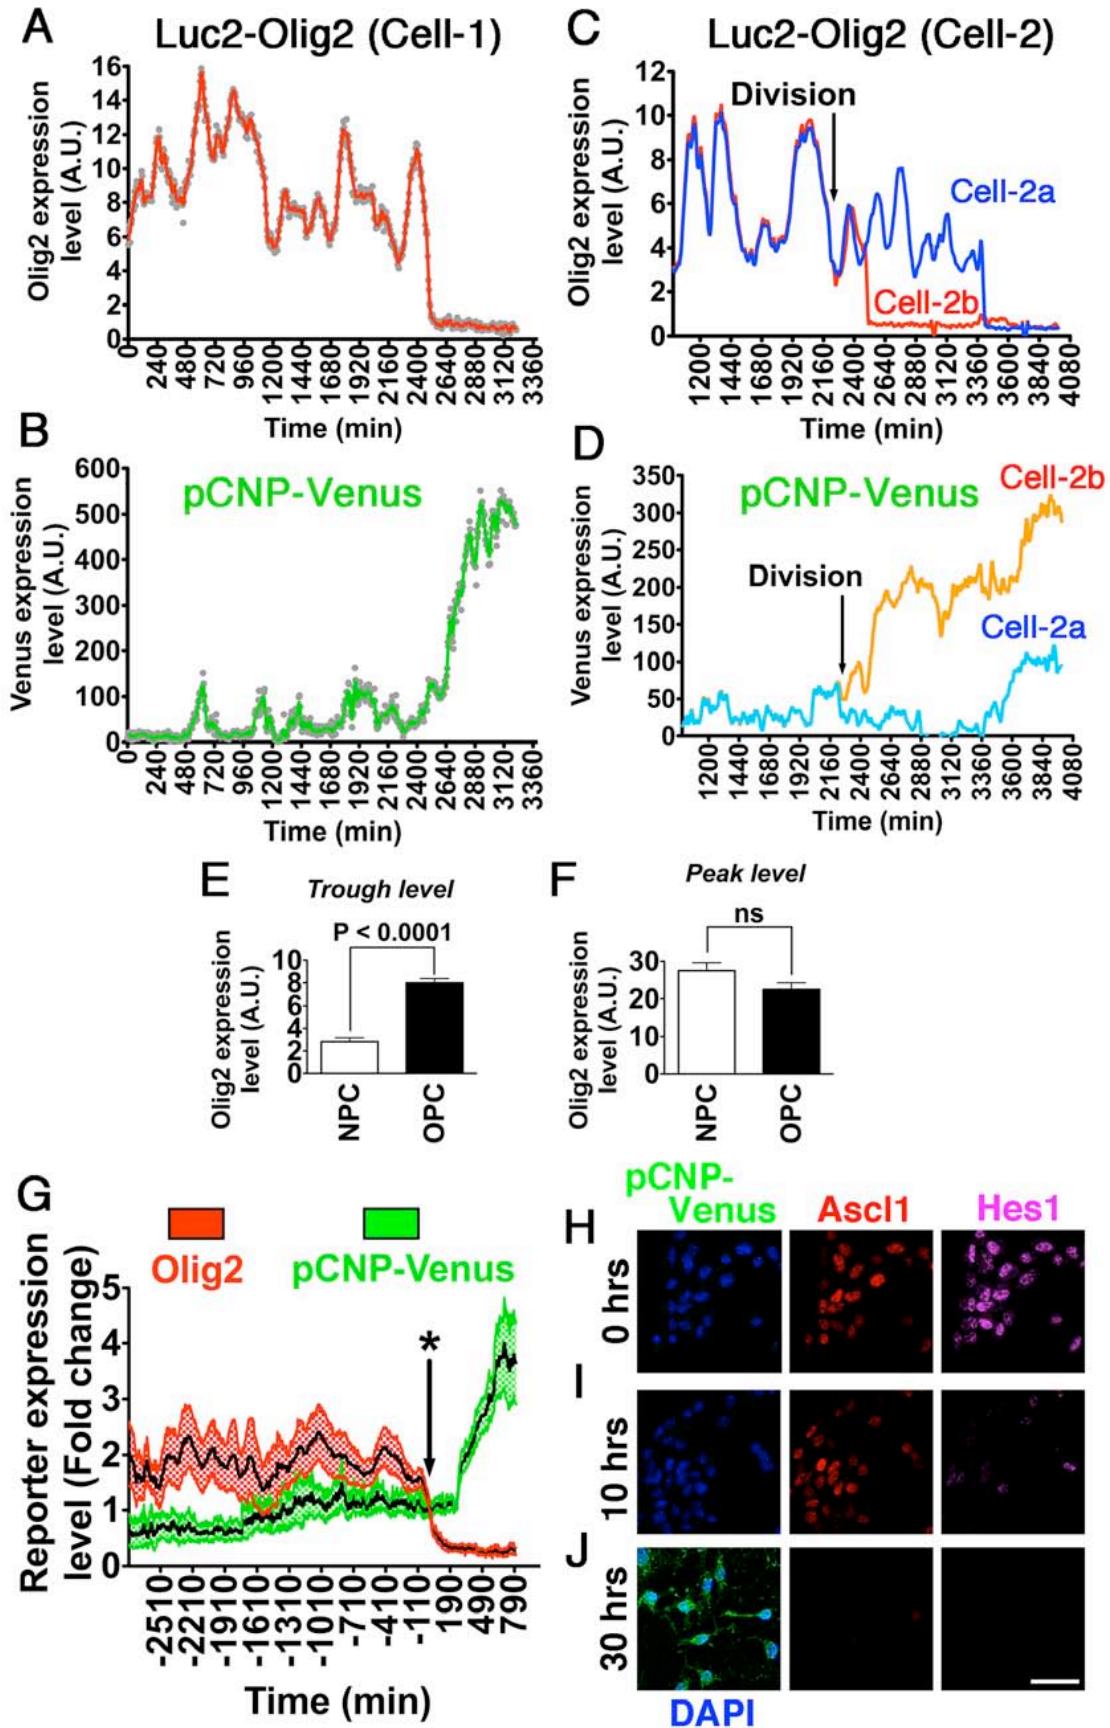 A
Luc2-Olig2 (Cell-1)
Olig2 expression
level (A.U.)
16
14
12
10
8
6
4
2
0
0 240 480 720 960 1200 1440 1680 1920 2160 2400 2640 2880 3120 3360
Time (min)
C
Luc2-Olig2 (Cell-2)
Olig2 expression
level (A.U.)
12
10
8
6
4
2
0
Division
Cell-2a
Cell-2b
1200 1440 1680 1920 2160 2400 2640 2880 3120 3360 3600 3840 4080
Time (min)
B
pCNP-Venus
Venus expression
level (A.U.)
600
500
400
300
200
100
0
0 240 480 720 960 1200 1440 1680 1920 2160 2400 2640 2880 3120 3360
Time (min)
D
pCNP-Venus
Venus expression
level (A.U.)
350
300
250
200
150
100
50
0
Cell-2b
Division
Cell-2a
1200 1440 1680 1920 2160 2400 2640 2880 3120 3360 3600 3840 4080
Time (min)
E
Trough level
P < 0.0001
Olig2 expression
level (A.U.)
10
8
6
4
2
0
NPC OPC
F
Peak level
ns
Olig2 expression
level (A.U.)
30
20
10
0
NPC OPC
G
Olig2 pCNP-Venus
Reporter expression
level (Fold change)
5
4
3
2
1
0
*
-2510 -2210 -1910 -1610 -1310 -1010 -710 -410 -110 190 490 790
Time (min)
pCNP-
Venus Ascl1 Hes1
H
0 hrs
I
10 hrs
J
30 hrs
DAPI